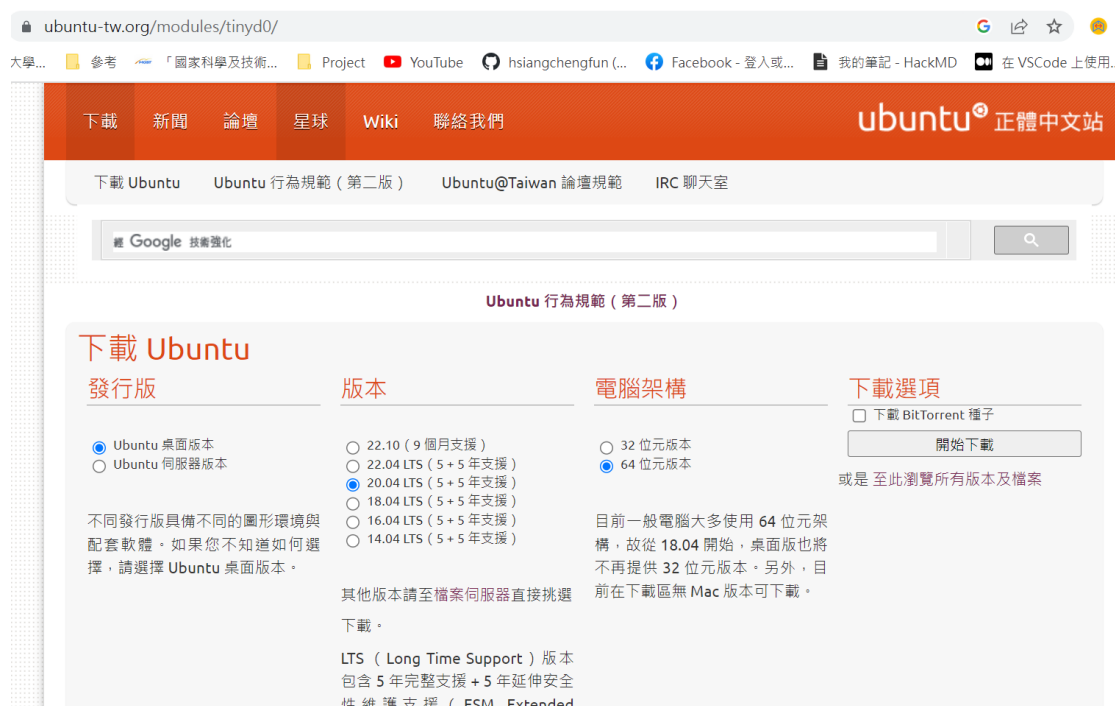 ubuntu-tw.org/modules/tinyd0/
大學... 參考 「國家科學及技術... Project YouTube hsiangchengfun (... Facebook - 登入或... 我的筆記 - HackMD 在 VSCode 上使用...
下載 新聞 論壇 星球 Wiki 聯絡我們 ubuntu 正體中文站
下載 Ubuntu Ubuntu 行為規範(第二版) Ubuntu@Taiwan 論壇規範 IRC 聊天室
經 Google 技術強化
Ubuntu 行為規範(第二版)
下載 Ubuntu
發行版
Ubuntu 桌面版本
Ubuntu 伺服器版本
不同發行版具備不同的圖形環境與
配套軟體。如果您不知道如何選
擇,請選擇 Ubuntu 桌面版本。
版本
22.10(9 個月支援)
22.04 LTS(5 + 5 年支援)
20.04 LTS(5 + 5 年支援)
18.04 LTS(5 + 5 年支援)
16.04 LTS(5 + 5 年支援)
14.04 LTS(5 + 5 年支援)
其他版本請至檔案伺服器直接挑選
下載。
LTS (Long Time Support)版本
包含 5 年完整支援 + 5 年延伸安全
性維護支援(ESM, Extended
電腦架構
32 位元版本
64 位元版本
目前一般電腦大多使用 64 位元架
構,故從 18.04 開始,桌面版也將
不再提供 32 位元版本。另外,目
前在下載區無 Mac 版本可下載。
下載選項
下載 BitTorrent 種子
開始下載
或是 至此瀏覽所有版本及檔案